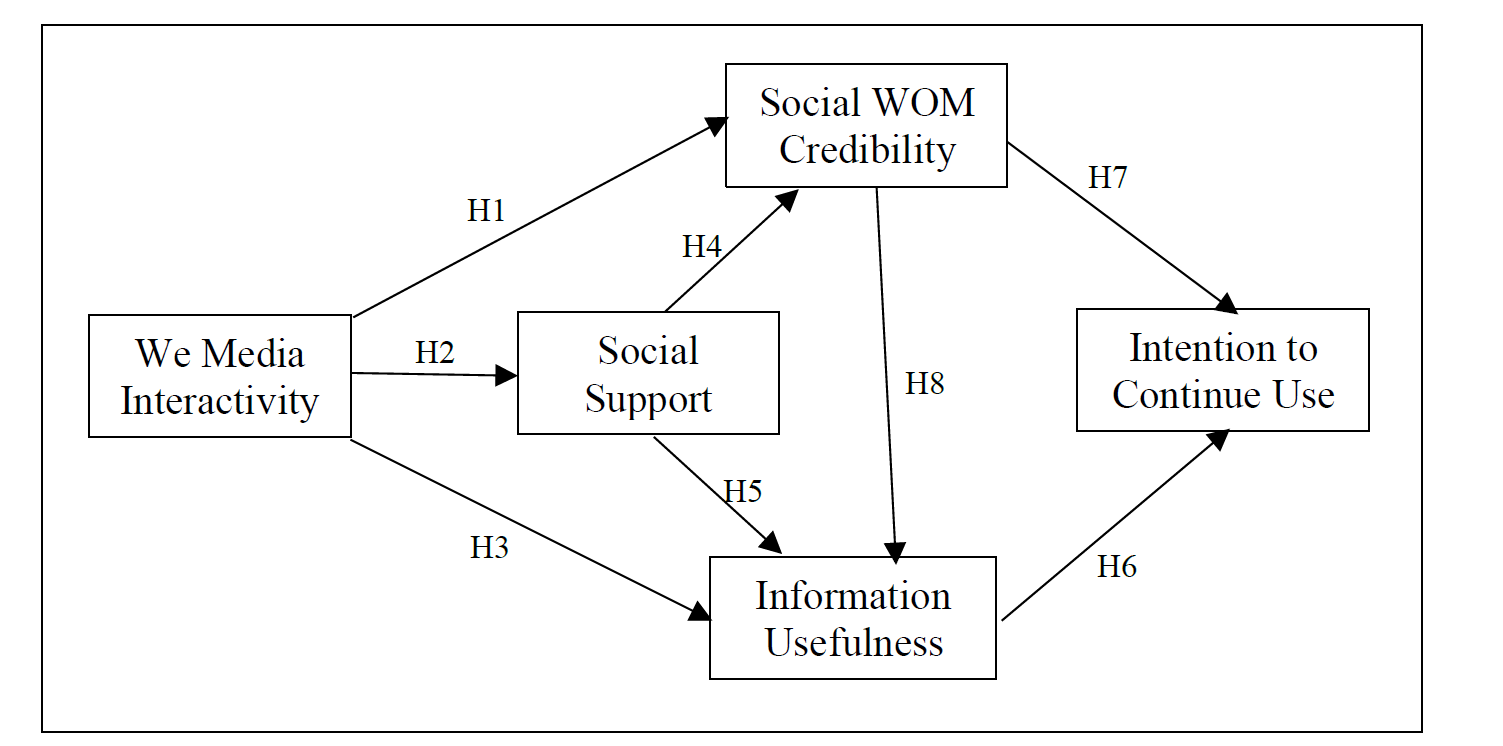 Social WOM
Credibility
H7
H1
H4
We Media
Interactivity
H2
Social
Support
H8
Intention to
Continue Use
H5
H3
H6
Information
Usefulness